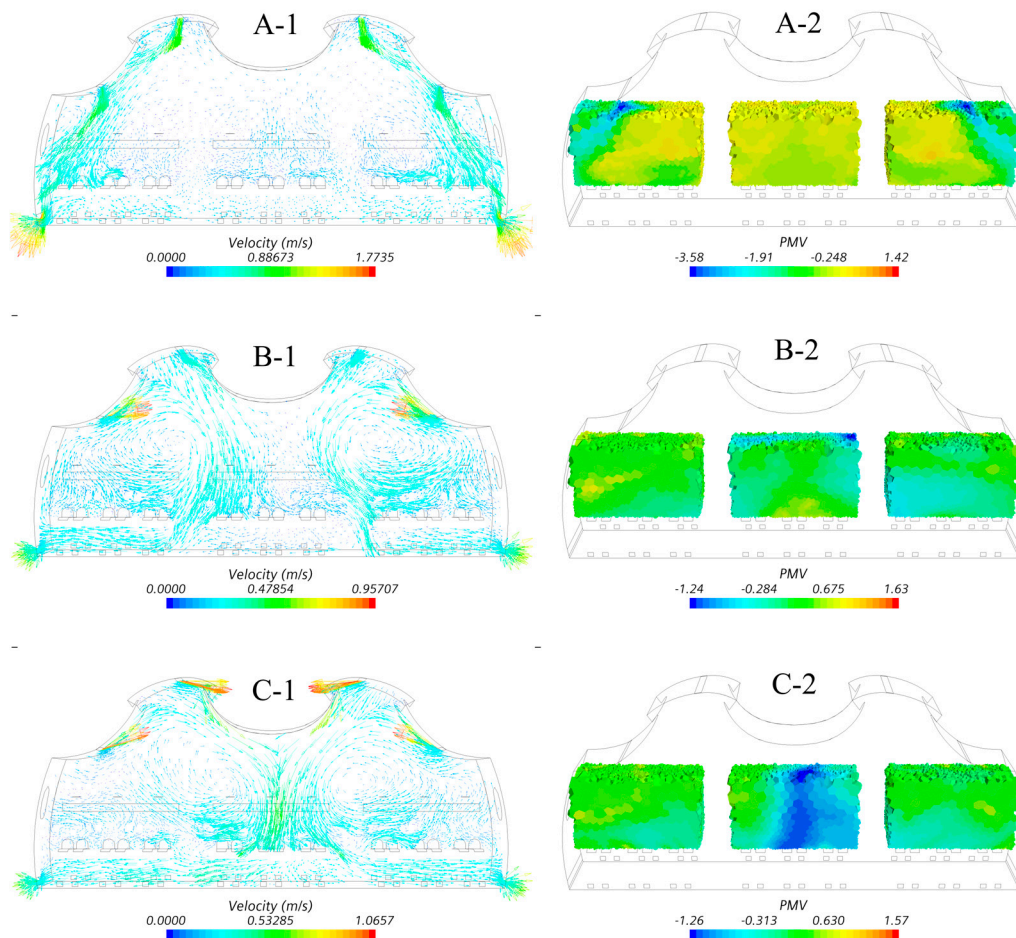 A-1
Velocity (m/s)
0.0000 0.88673 1.7735
A-2
PMV
-3.58 -1.91 -0.248 1.42
B-1
Velocity (m/s)
0.0000 0.47854 0.95707
B-2
PMV
-1.24 -0.284 0.675 1.63
C-1
Velocity (m/s)
0.0000 0.53285 1.0657
C-2
PMV
-1.26 -0.313 0.630 1.57